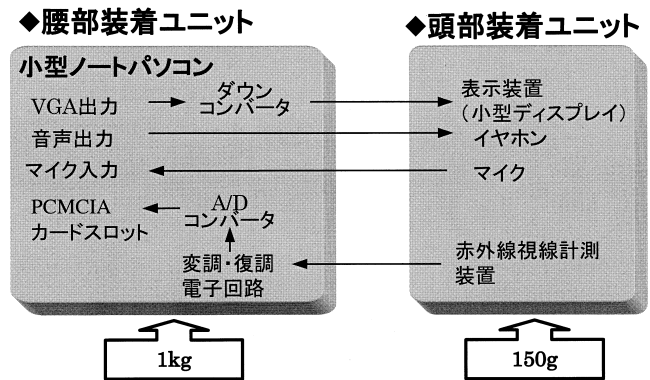 ◆腰部装着ユニット
小型ノートパソコン
VGA出力
ダウン
コンバータ
音声出力
マイク入力
PCMCIA
カードスロット
A/D
コンバータ
変調・復調
電子回路
1kg
◆頭部装着ユニット
表示装置
(小型ディスプレイ)
イヤホン
マイク
赤外線視線計測
装置
150g